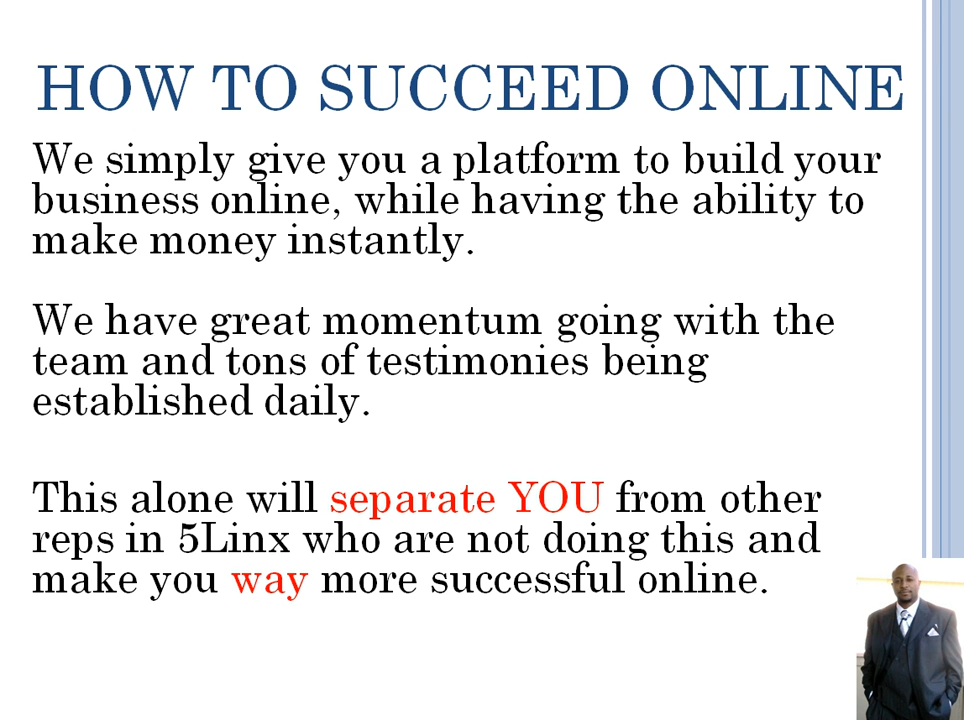 HOW TO SUCCEED ONLINE
We simply give you a platform to build your
business online, while having the ability to
make money instantly.
We have great momentum going with the
team and tons of testimonies being
established daily.
This alone will separate YOU from other
reps in 5Linx who are not doing this and
make you way more successful online.